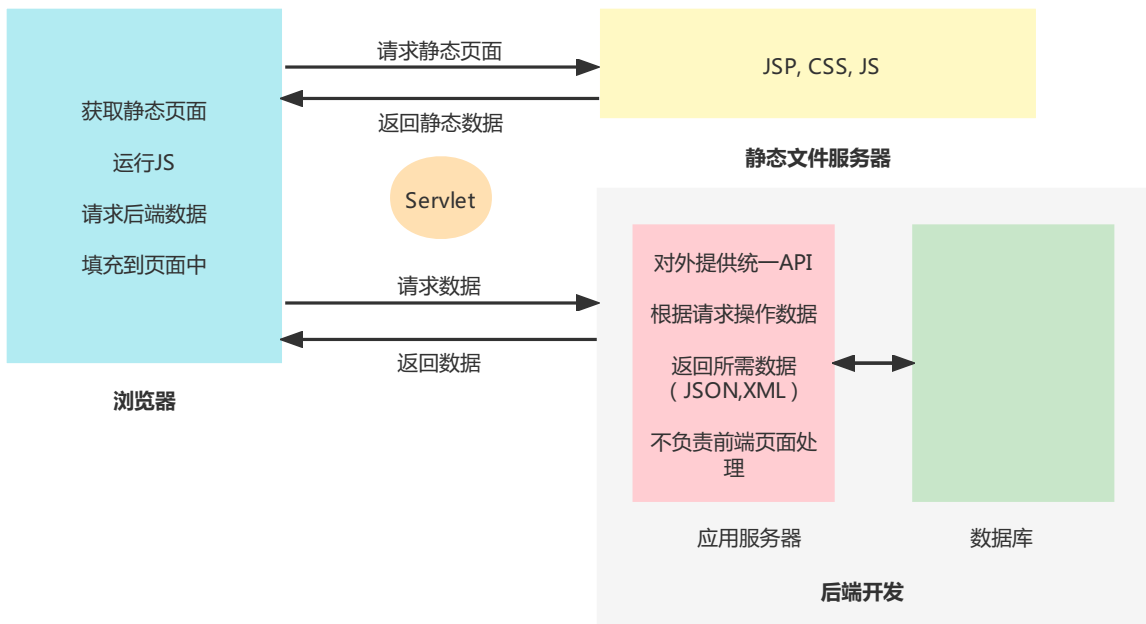 获取静态页面
运行JS
请求后端数据
填充到页面中
浏览器
请求静态页面
返回静态数据
Servlet
请求数据
返回数据
JSP, CSS, JS
静态文件服务器
对外提供统一API
根据请求操作数据
返回所需数据
（JSON,XML）
不负责前端页面处
理
应用服务器
数据库
后端开发